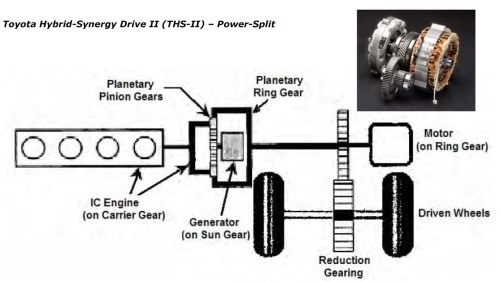 Toyota Hybrid-Synergy Drive II (THS-II) – Power-Split
Planetary
Pinion Gears
Planetary
Ring Gear
Motor
(on Ring Gear)
IC Engine
(on Carrier Gear)
Generator
(on Sun Gear)
Driven Wheels
Reduction
Gearing